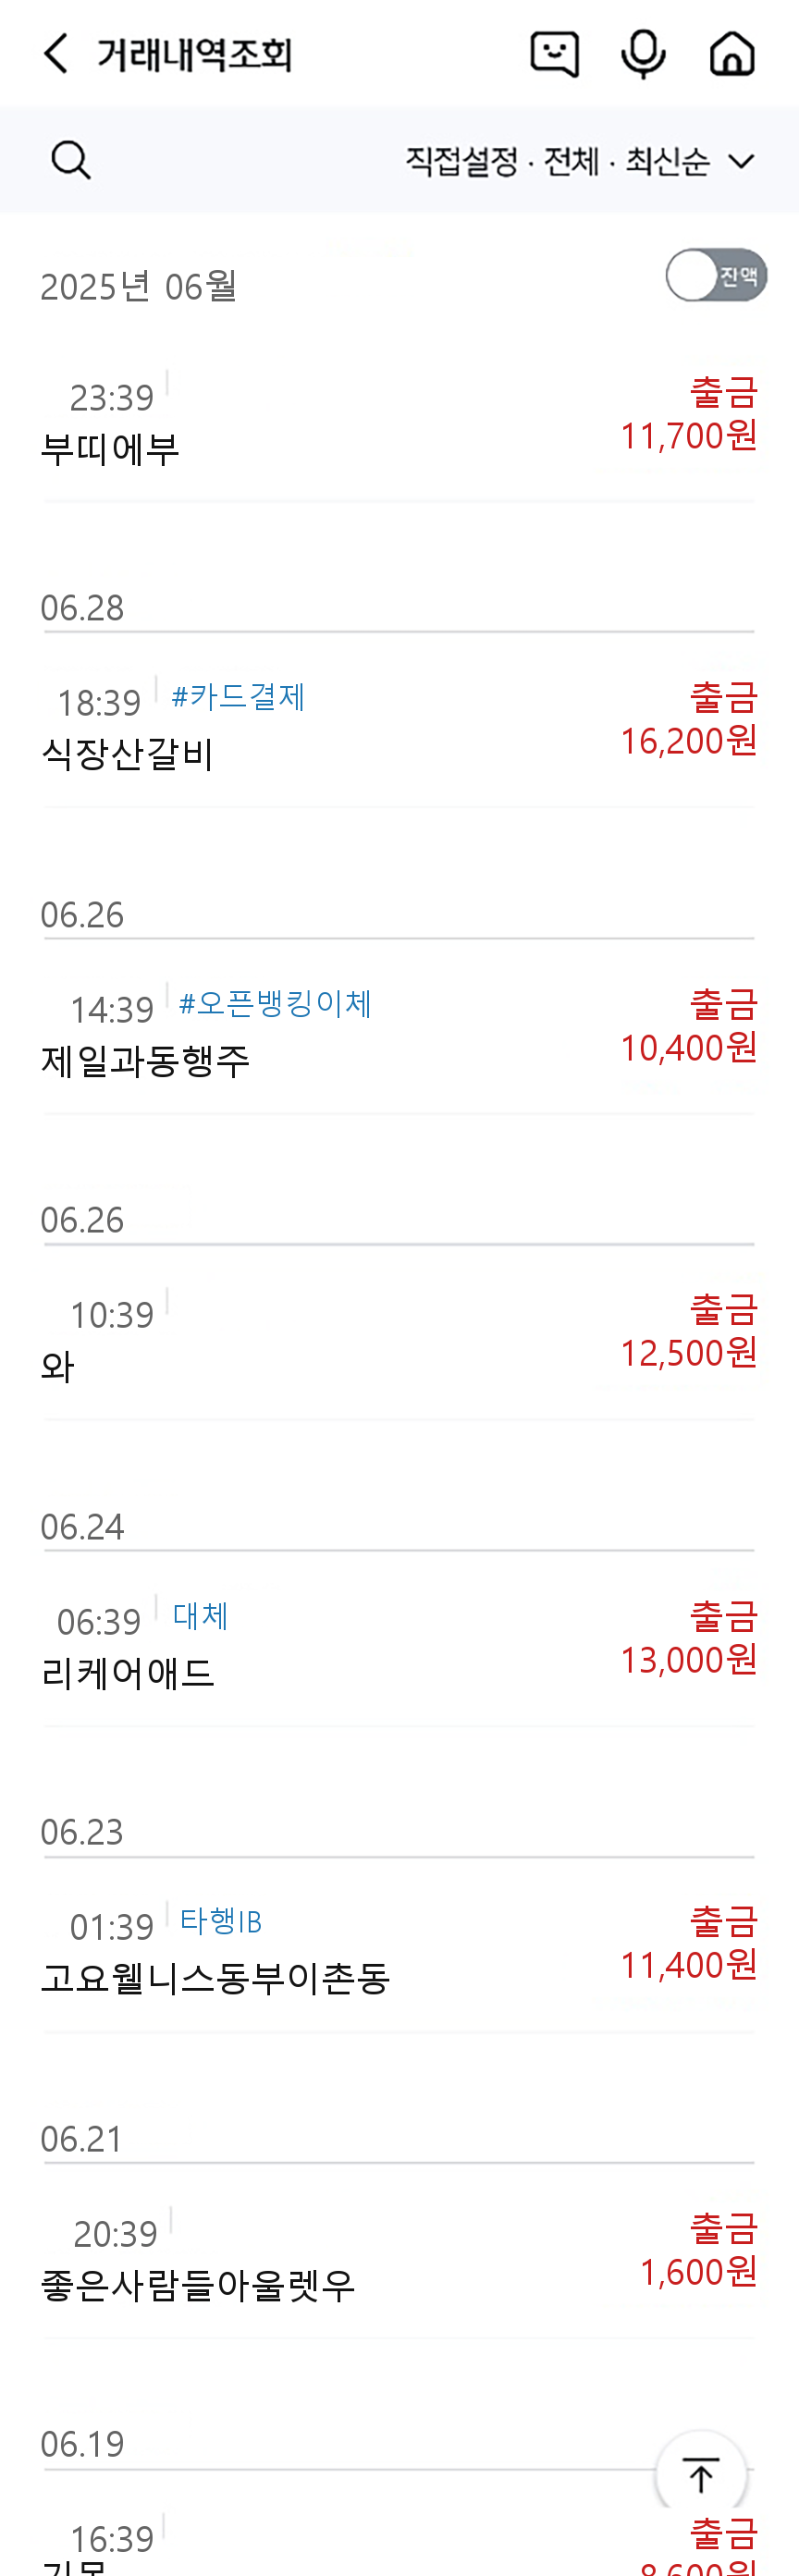 거래내역조회
직접설정 · 전체 · 최신순
2025년 06월
잔액
23:39
출금
부띠에부
11,700원
06.28
18:39 #카드결제
출금
식장산갈비
16,200원
06.26
14:39 #오픈뱅킹이체
출금
제일과동행주
10,400원
06.26
10:39
출금
와
12,500원
06.24
06:39 대체
출금
리케어애드
13,000원
06.23
01:39 타행IB
출금
고요웰니스동부이촌동
11,400원
06.21
20:39
출금
좋은사람들아울렛우
1,600원
06.19
16:39
출금
8,600원